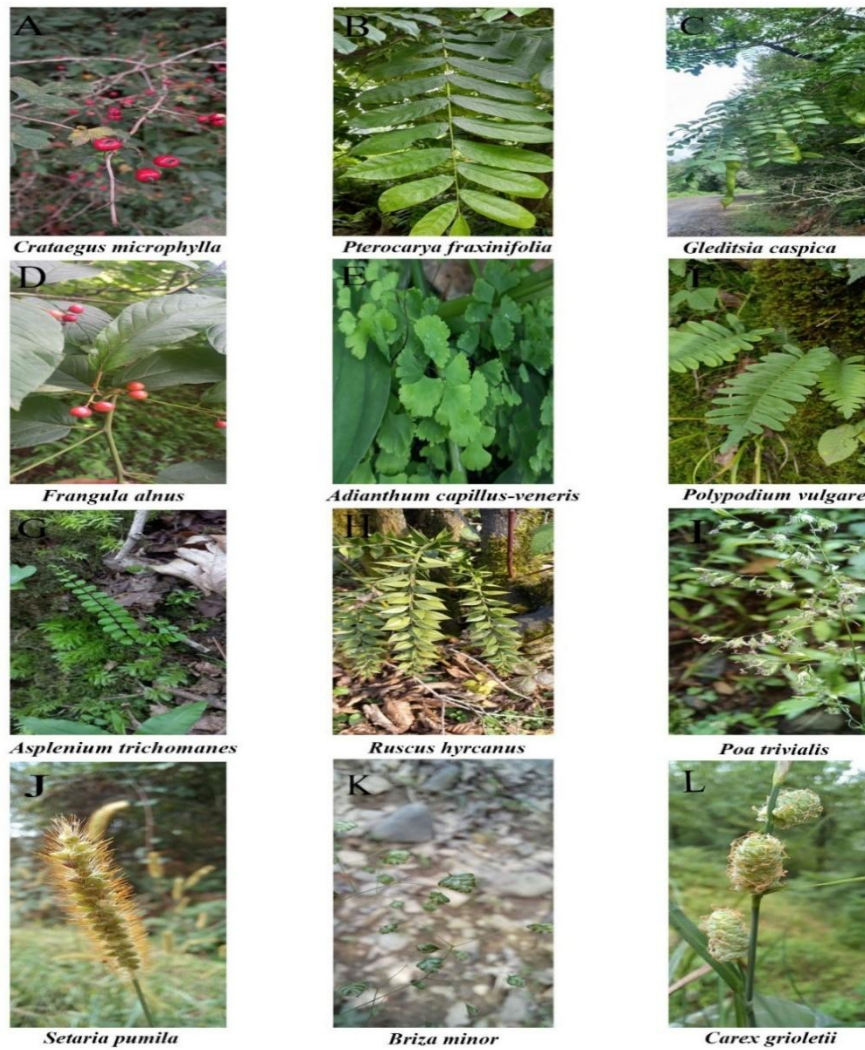 A
B
C
Crataegus microphylla
Pterocarya fraxinifolia
Gleditsia caspica
D
E
F
Frangula alnus
Adianthum capillus-veneris
Polypodium vulgare
G
H
I
Asplenium trichomanes
Ruscus hyrcanus
Poa trivialis
J
K
L
Setaria pumila
Briza minor
Carex grioletii